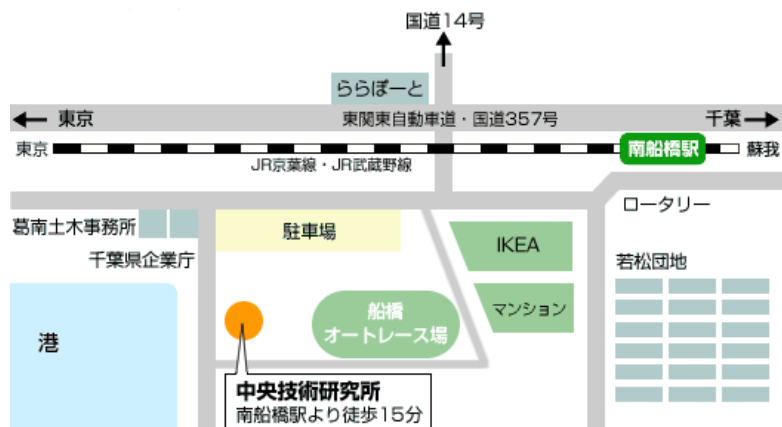 国道14号
ららぽーと
東京
東関東自動車道・国道357号
千葉
東京
南船橋駅
蘇我
JR京葉線・JR武蔵野線
ロータリー
葛南土木事務所
駐車場
IKEA
千葉県企業庁
若松団地
船橋
オートレース場
マンション
港
中央技術研究所
南船橋駅より徒歩15分